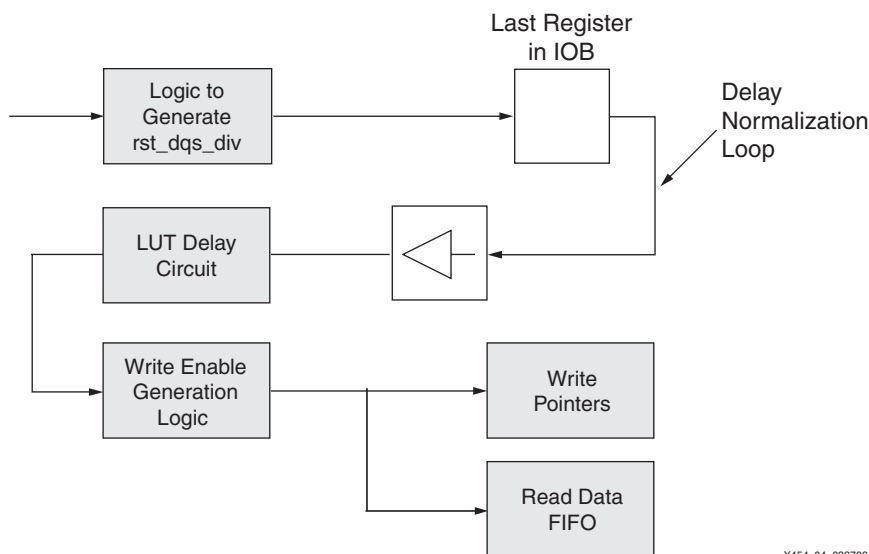 Last Register
in IOB
Logic to
Generate
rst_dqs_div
Delay
Normalization
Loop
LUT Delay
Circuit
Write Enable
Generation
Logic
Write
Pointers
Read Data
FIFO